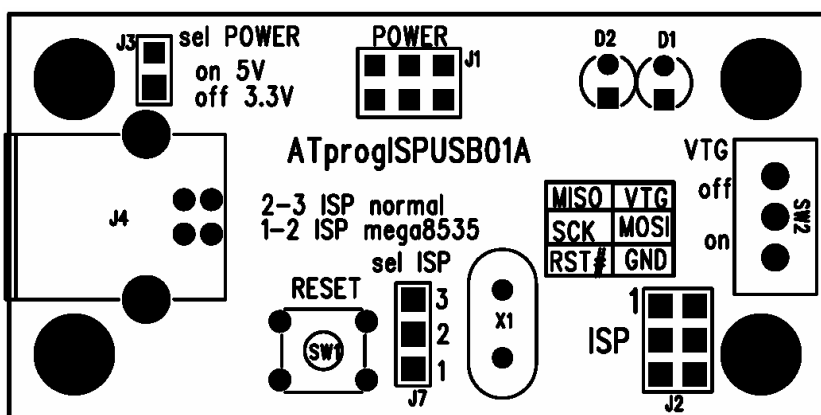 J3
sel POWER
on 5V
off 3.3V
POWER
J1
D2 D1
ATprogISPUSB01A
J4
2-3 ISP normal
1-2 ISP mega8535
sel ISP
MISO VTG
SCK MOSI
RST# GND
VTG
off
on
SW2
RESET
SW1
3
2
1
J7
X1
1
ISP
J2